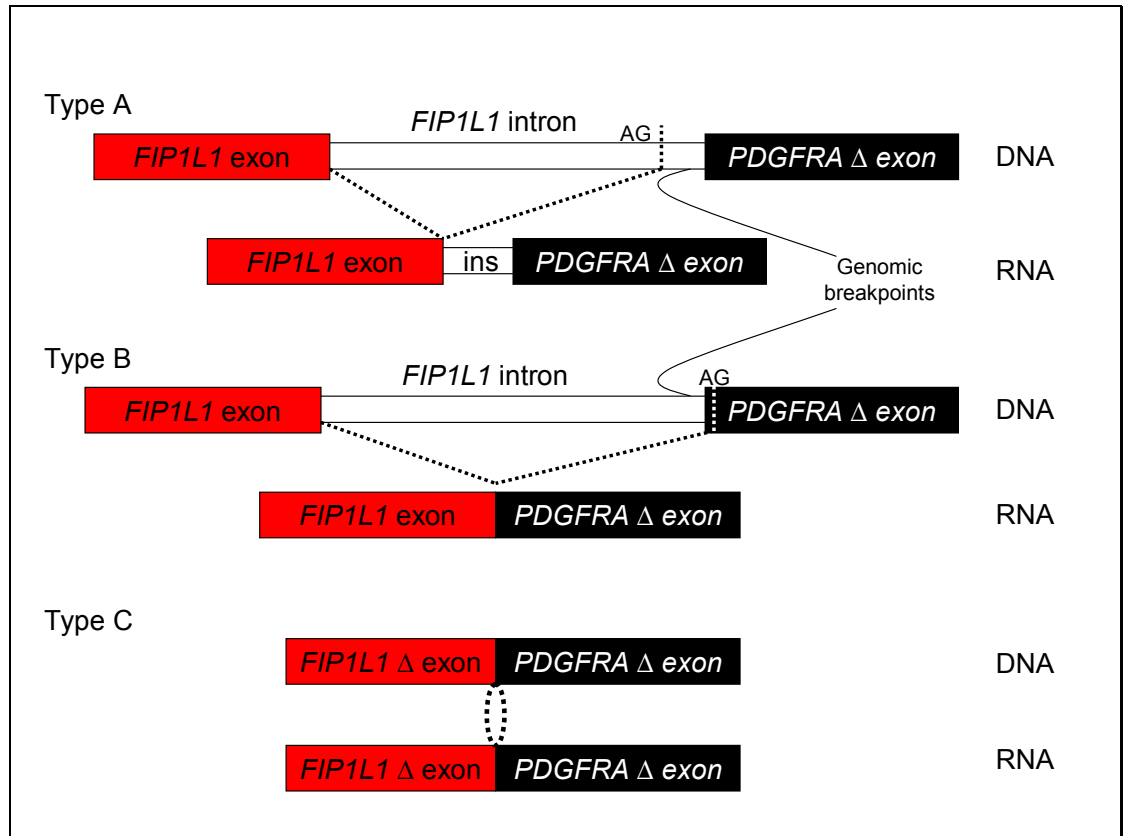 Type A
FIP1L1 intron
AG
FIP1L1 exon
PDGFRA Δ exon
DNA
FIP1L1 exon
ins
PDGFRA Δ exon
RNA
Genomic
breakpoints
Type B
FIP1L1 intron
AG
FIP1L1 exon
PDGFRA Δ exon
DNA
FIP1L1 exon
PDGFRA Δ exon
RNA
Type C
FIP1L1 Δ exon
PDGFRA Δ exon
DNA
FIP1L1 Δ exon
PDGFRA Δ exon
RNA